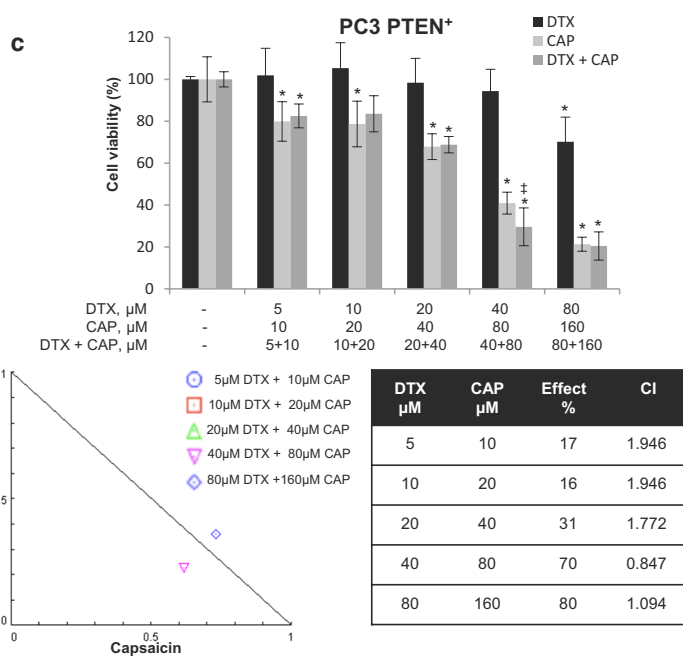 c
PC3 PTEN⁺
DTX
CAP
DTX + CAP
Cell viability (%)
120
100
80
60
40
20
0
* * * * * * ‡ * * * *
DTX, µM - 5 10 20 40 80
CAP, µM - 10 20 40 80 160
DTX + CAP, µM 5+10 10+20 20+40 40+80 80+160
1
5
0
0 0.5 1
Capsaicin
5µM DTX + 10µM CAP
10µM DTX + 20µM CAP
20µM DTX + 40µM CAP
40µM DTX + 80µM CAP
80µM DTX +160µM CAP
DTX µM CAP µM Effect % CI
5 10 17 1.946
10 20 16 1.946
20 40 31 1.772
40 80 70 0.847
80 160 80 1.094